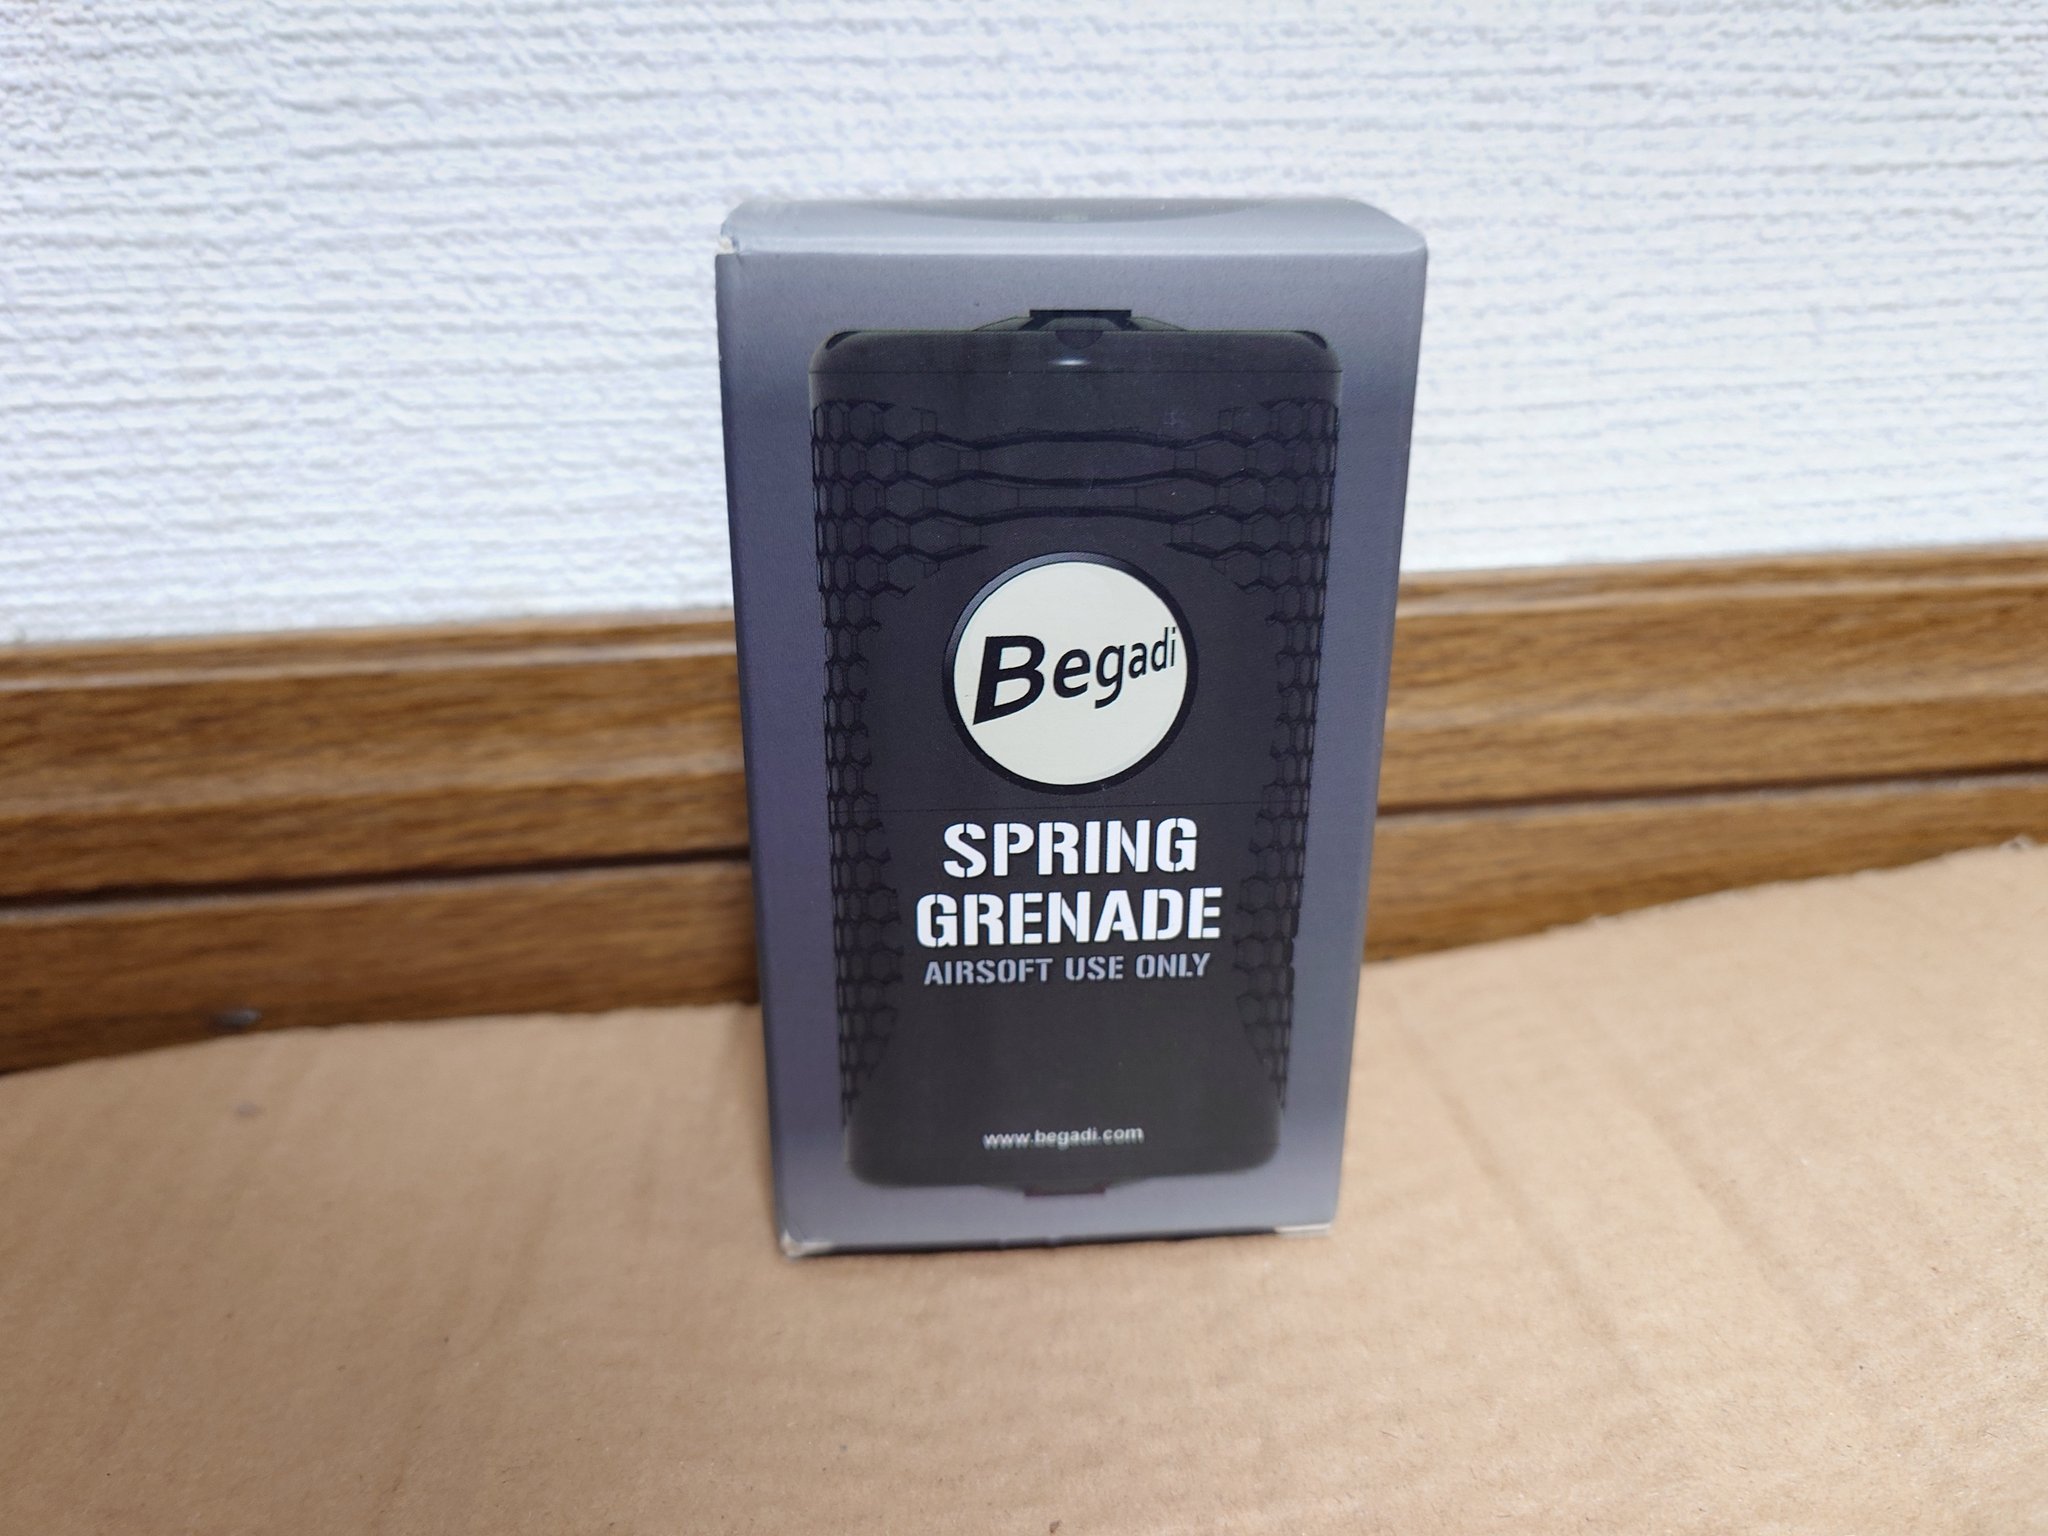 Begadi
SPRING
GRENADE
AIRSOFT USE ONLY
www.begadi.com